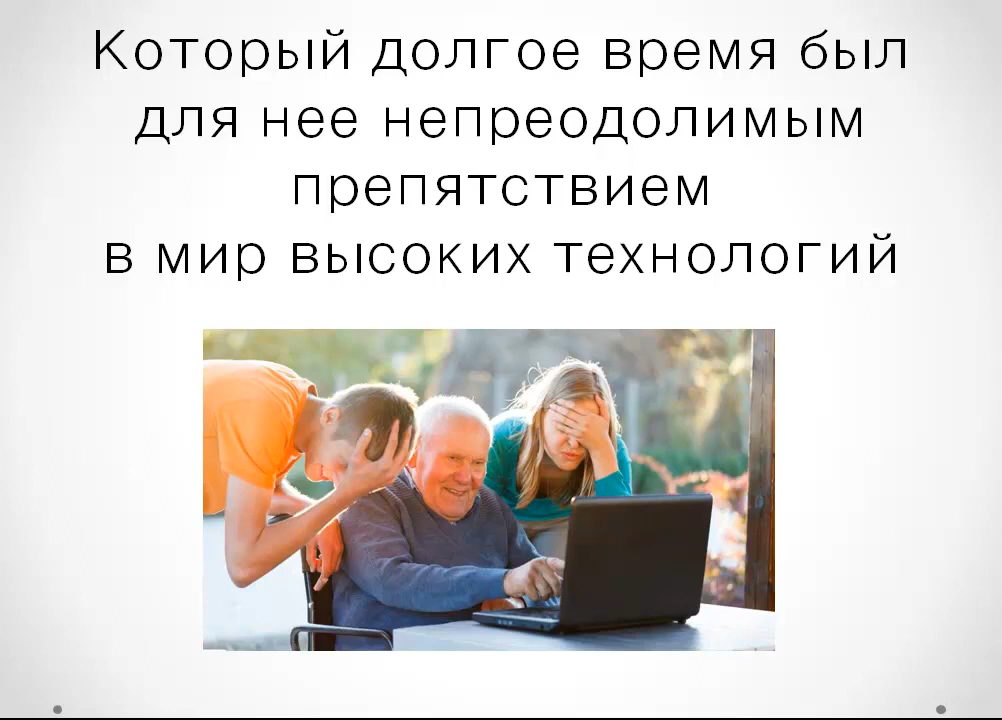 Который долгое время был
для нее непреодолимым
препятствием
в мир высоких технологий